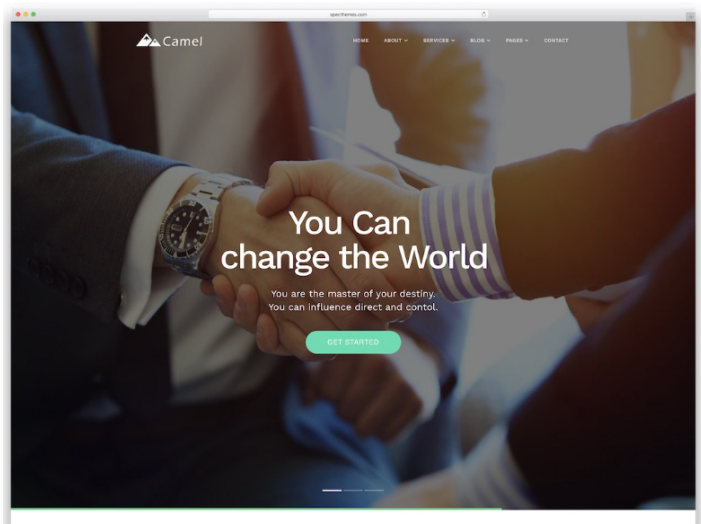 Camel
HOME ABOUT SERVICES BLOG PAGES CONTACT
You Can
change the World
You are the master of your destiny.
You can influence direct and contol.
GET STARTED